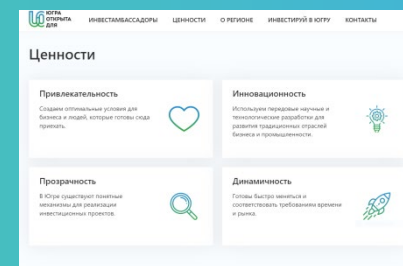 ЮГРА
ОТКРЫТА
ДЛЯ
ИНВЕСТАМБАССАДОРЫ ЦЕННОСТИ О РЕГИОНЕ ИНВЕСТИРУЙ В ЮГРУ КОНТАКТЫ
Ценности
Привлекательность
Создаем оптимальные условия для
бизнеса и людей, которые готовы сюда
приехать.
Инновационность
Используем передовые научные и
технологические разработки для
развития традиционных отраслей
бизнеса и промышленности.
Прозрачность
В Югре существуют понятные
механизмы для реализации
инвестиционных проектов.
Динамичность
Готовы быстро меняться и
соответствовать требованиям времени
и рынка.